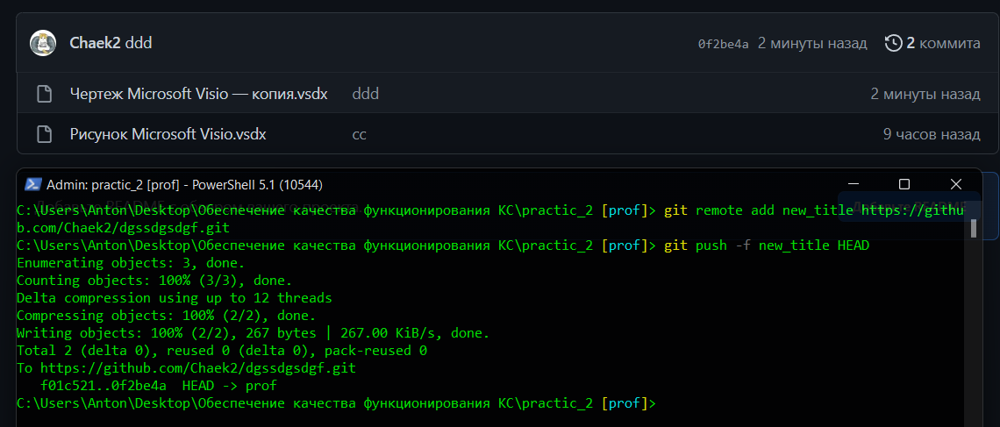 Chaek2 ddd 0f2be4a 2 минуты назад 2 коммита
Чертеж Microsoft Visio — копия.vsdx ddd 2 минуты назад
Рисунок Microsoft Visio.vsdx cc 9 часов назад
Admin: practic_2 [prof] - PowerShell 5.1 (10544)
C:\Users\Anton\Desktop\Обеспечение качества функционирования КС\practic_2 [prof]> git remote add new_title https://githu
b.com/Chaek2/dgssdgsdgf.git
C:\Users\Anton\Desktop\Обеспечение качества функционирования КС\practic_2 [prof]> git push -f new_title HEAD
Enumerating objects: 3, done.
Counting objects: 100% (3/3), done.
Delta compression using up to 12 threads
Compressing objects: 100% (2/2), done.
Writing objects: 100% (2/2), 267 bytes | 267.00 KiB/s, done.
Total 2 (delta 0), reused 0 (delta 0), pack-reused 0
To https://github.com/Chaek2/dgssdgsdgf.git
f01c521..0f2be4a HEAD -> prof
C:\Users\Anton\Desktop\Обеспечение качества функционирования КС\practic_2 [prof]>